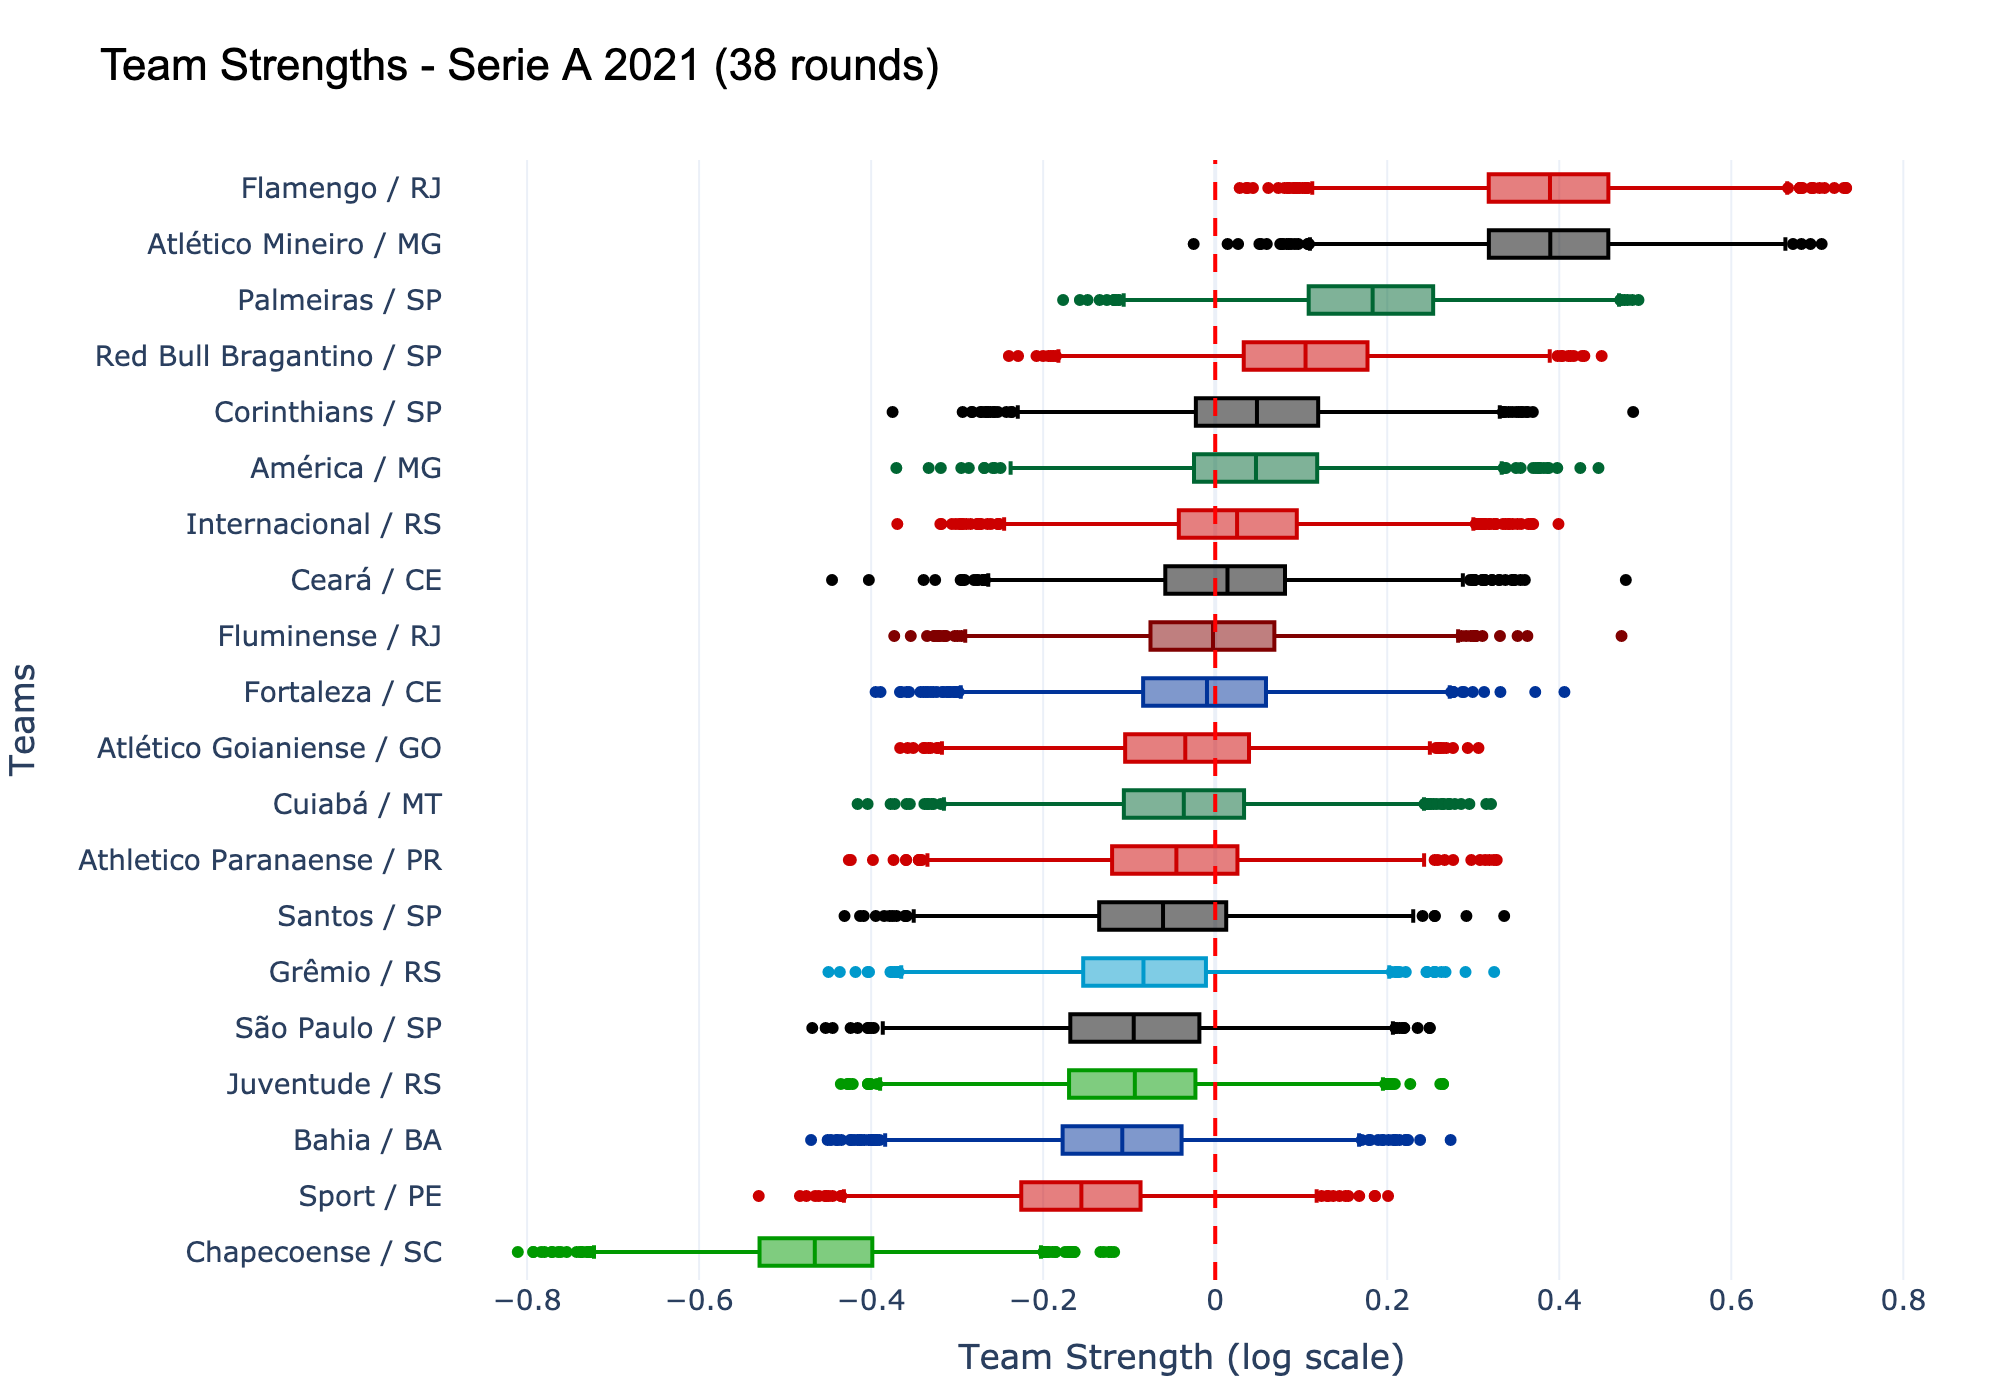 Team Strengths - Serie A 2021 (38 rounds)
Flamengo / RJ
Atlético Mineiro / MG
Palmeiras / SP
Red Bull Bragantino / SP
Corinthians / SP
América / MG
Internacional / RS
Ceará / CE
Fluminense / RJ
Fortaleza / CE
Atlético Goianiense / GO
Cuiabá / MT
Athletico Paranaense / PR
Santos / SP
Grêmio / RS
São Paulo / SP
Juventude / RS
Bahia / BA
Sport / PE
Chapecoense / SC
Teams
−0.8 −0.6 −0.4 −0.2 0 0.2 0.4 0.6 0.8
Team Strength (log scale)